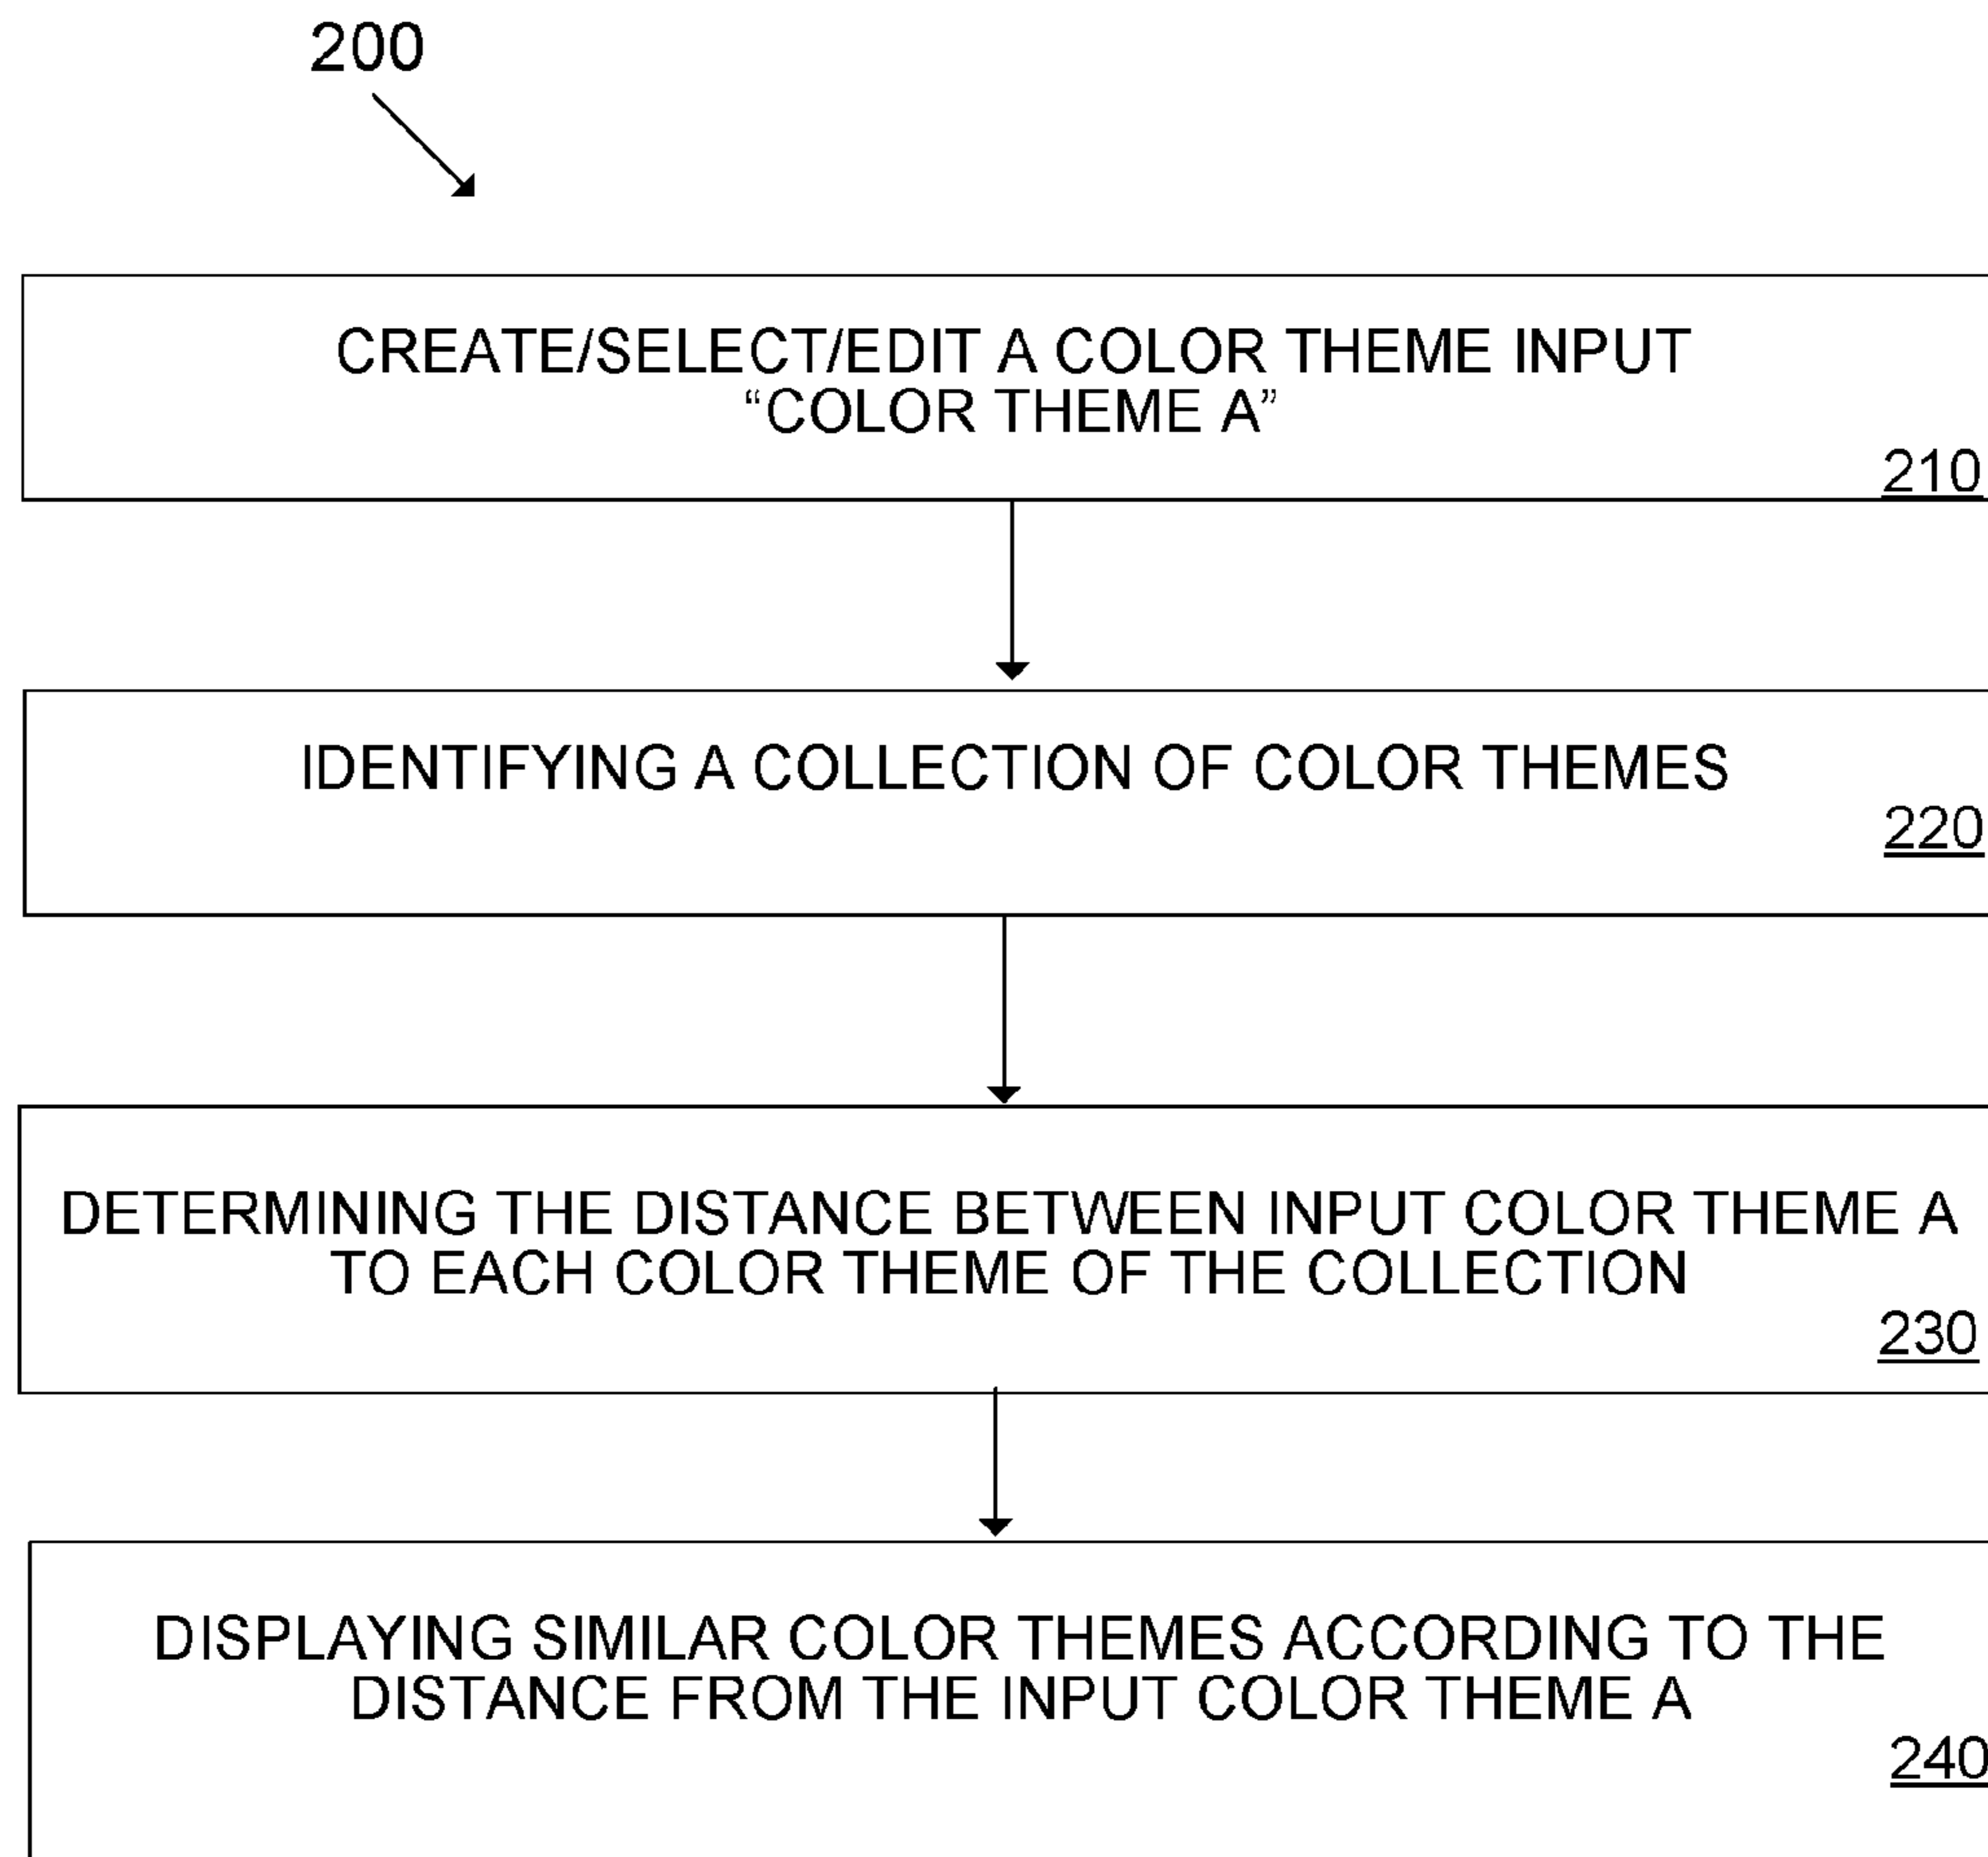 200
CREATE/SELECT/EDIT A COLOR THEME INPUT
“COLOR THEME A”
210
IDENTIFYING A COLLECTION OF COLOR THEMES
220
DETERMINING THE DISTANCE BETWEEN INPUT COLOR THEME A
TO EACH COLOR THEME OF THE COLLECTION
230
DISPLAYING SIMILAR COLOR THEMES ACCORDING TO THE
DISTANCE FROM THE INPUT COLOR THEME A
240